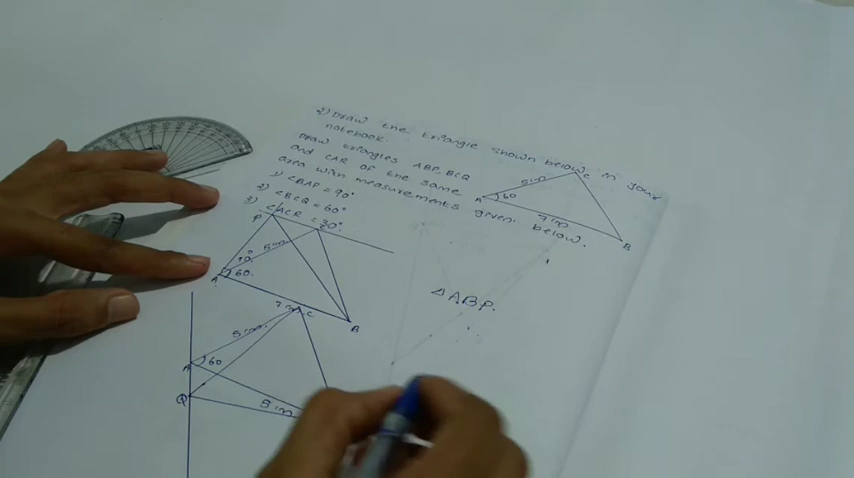 2) Draw the triangle shown below in your
notebook.
Draw triangles ABP, BCQ
and CAR of the same
area with measurements given below.
1) ∠BAP = 90°
2) ∠BCQ = 60°
3) ∠ACR = 30°
A 60 5cm C
7cm B
P
A 90° 5cm
60.
7cm B
△ABP.
A 60 5cm C
Q 8cm